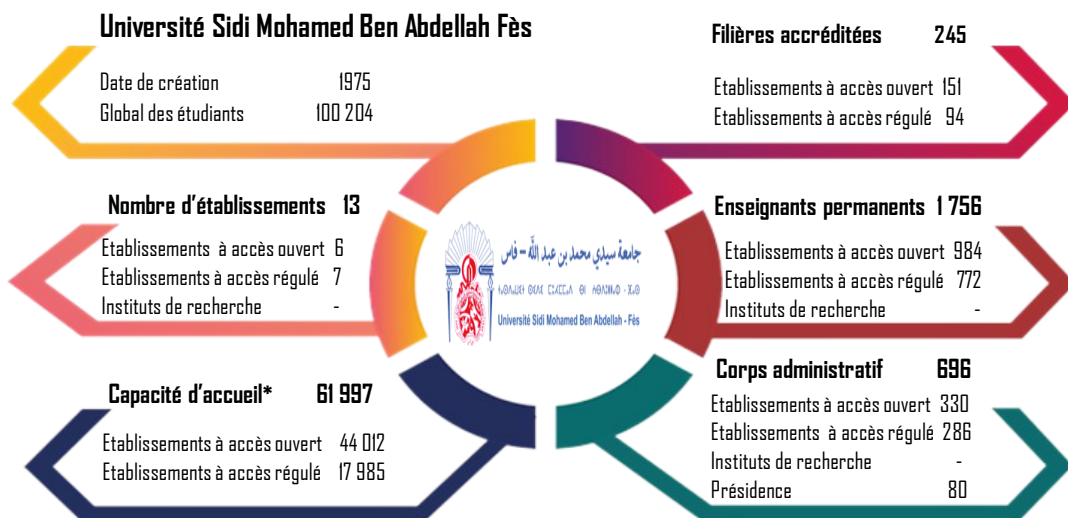 Université Sidi Mohamed Ben Abdellah Fès
Date de création 1975
Global des étudiants 100 204
Nombre d'établissements 13
Etablissements à accès ouvert 6
Etablissements à accès régulé 7
Instituts de recherche -
Capacité d'accueil* 61 997
Etablissements à accès ouvert 44 012
Etablissements à accès régulé 17 985
جامعة سيدي محمد بن عبد الله - فاس
Université Sidi Mohamed Ben Abdellah - Fès
Filières accréditées 245
Etablissements à accès ouvert 151
Etablissements à accès régulé 94
Enseignants permanents 1 756
Etablissements à accès ouvert 984
Etablissements à accès régulé 772
Instituts de recherche -
Corps administratif 696
Etablissements à accès ouvert 330
Etablissements à accès régulé 286
Instituts de recherche -
Présidence 80